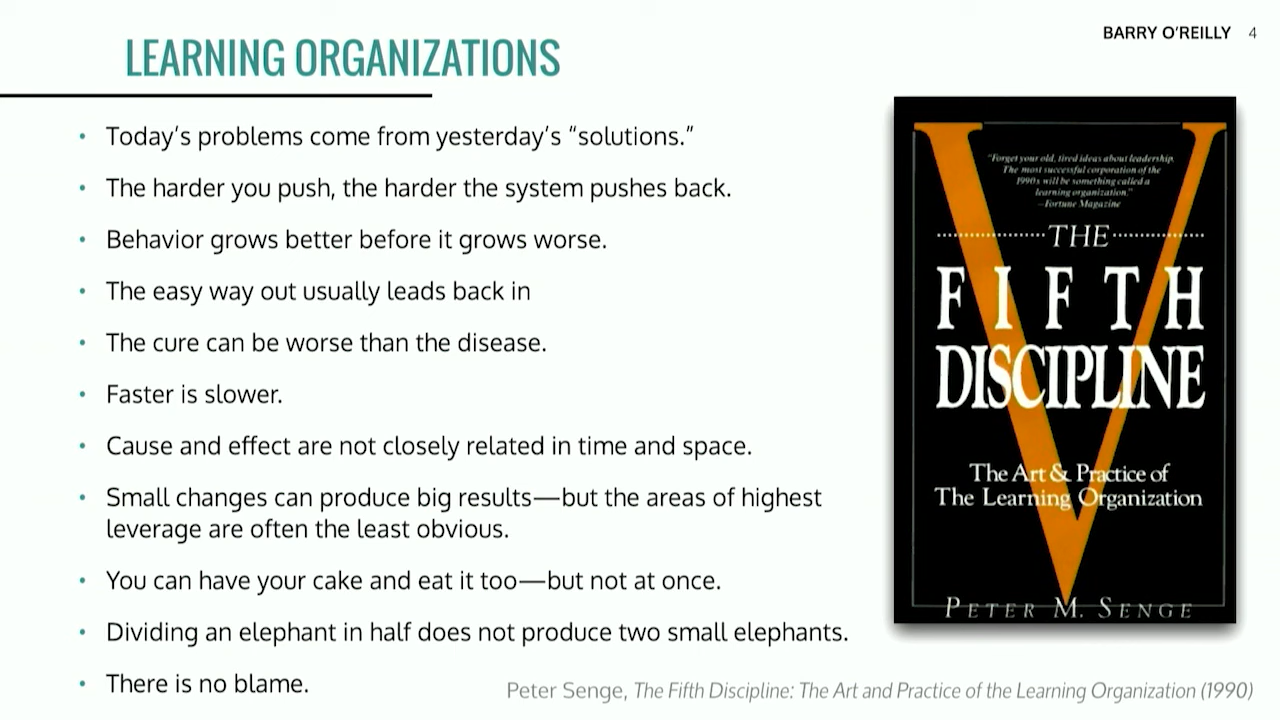 BARRY O'REILLY 4
LEARNING ORGANIZATIONS
• Today's problems come from yesterday's “solutions.”
• The harder you push, the harder the system pushes back.
• Behavior grows better before it grows worse.
• The easy way out usually leads back in
• The cure can be worse than the disease.
• Faster is slower.
• Cause and effect are not closely related in time and space.
• Small changes can produce big results—but the areas of highest
leverage are often the least obvious.
• You can have your cake and eat it too—but not at once.
• Dividing an elephant in half does not produce two small elephants.
• There is no blame.
"Forget your old, tired ideas about leadership.
The most successful corporation of the
1990s will be something called a
learning organization."
—Fortune Magazine
THE
FIFTH
DISCIPLINE
The Art & Practice of
The Learning Organization
PETER M. SENGE
Peter Senge, The Fifth Discipline: The Art and Practice of the Learning Organization (1990)